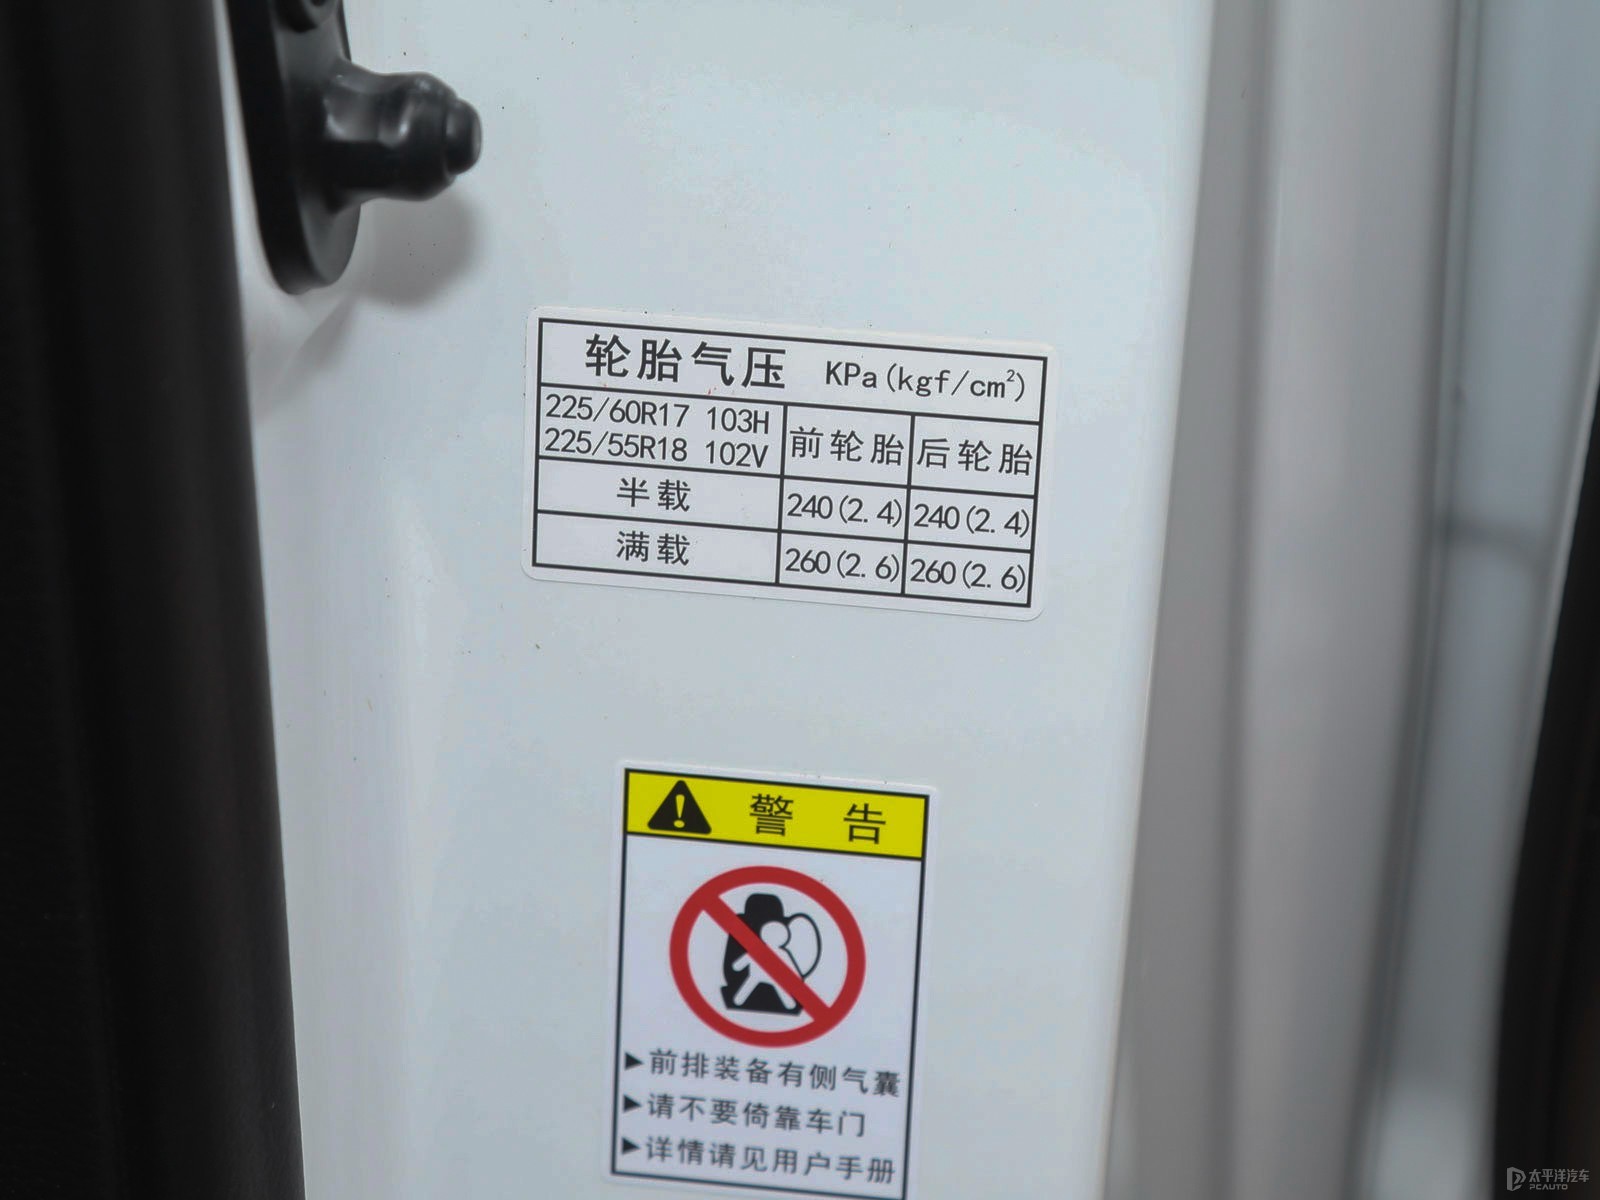 轮胎气压 KPa(kgf/cm²)
225/60R17 103H
225/55R18 102V
前轮胎 后轮胎
半载 240(2.4) 240(2.4)
满载 260(2.6) 260(2.6)
警告
▶前排装备有侧气囊
▶请不要倚靠车门
▶详情请见用户手册
太平洋汽车
PCAUTO